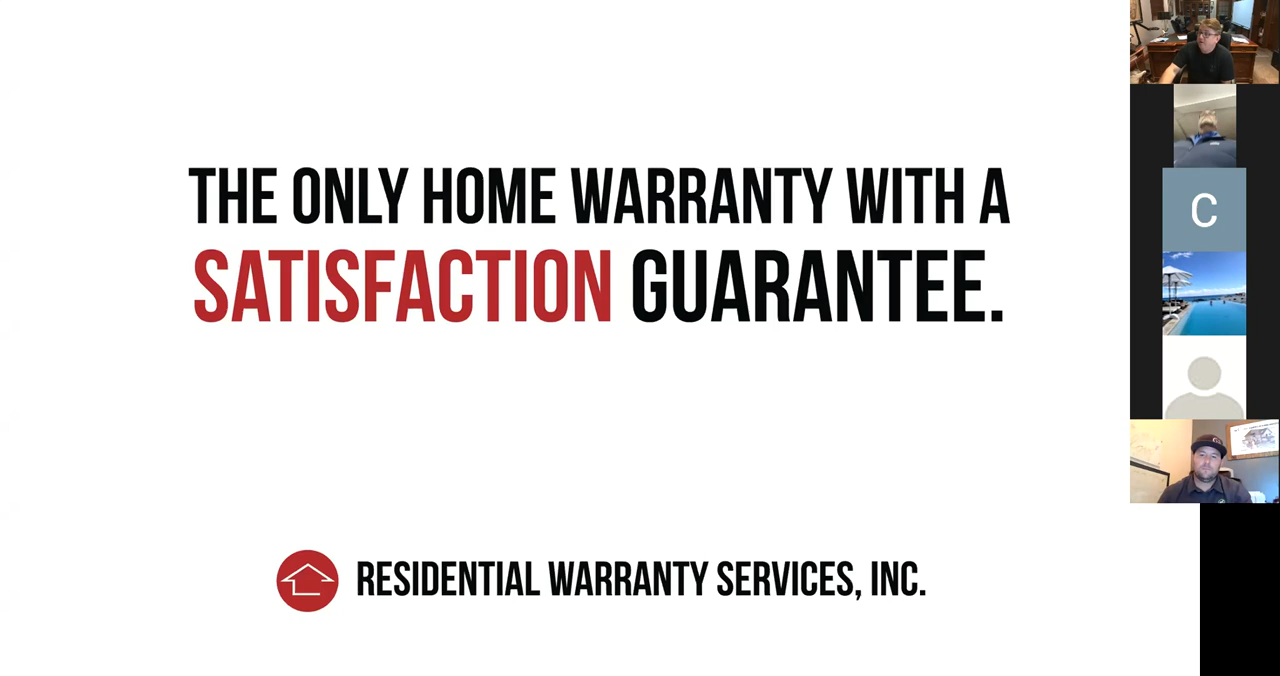 THE ONLY HOME WARRANTY WITH A
SATISFACTION GUARANTEE.
RESIDENTIAL WARRANTY SERVICES, INC.
C